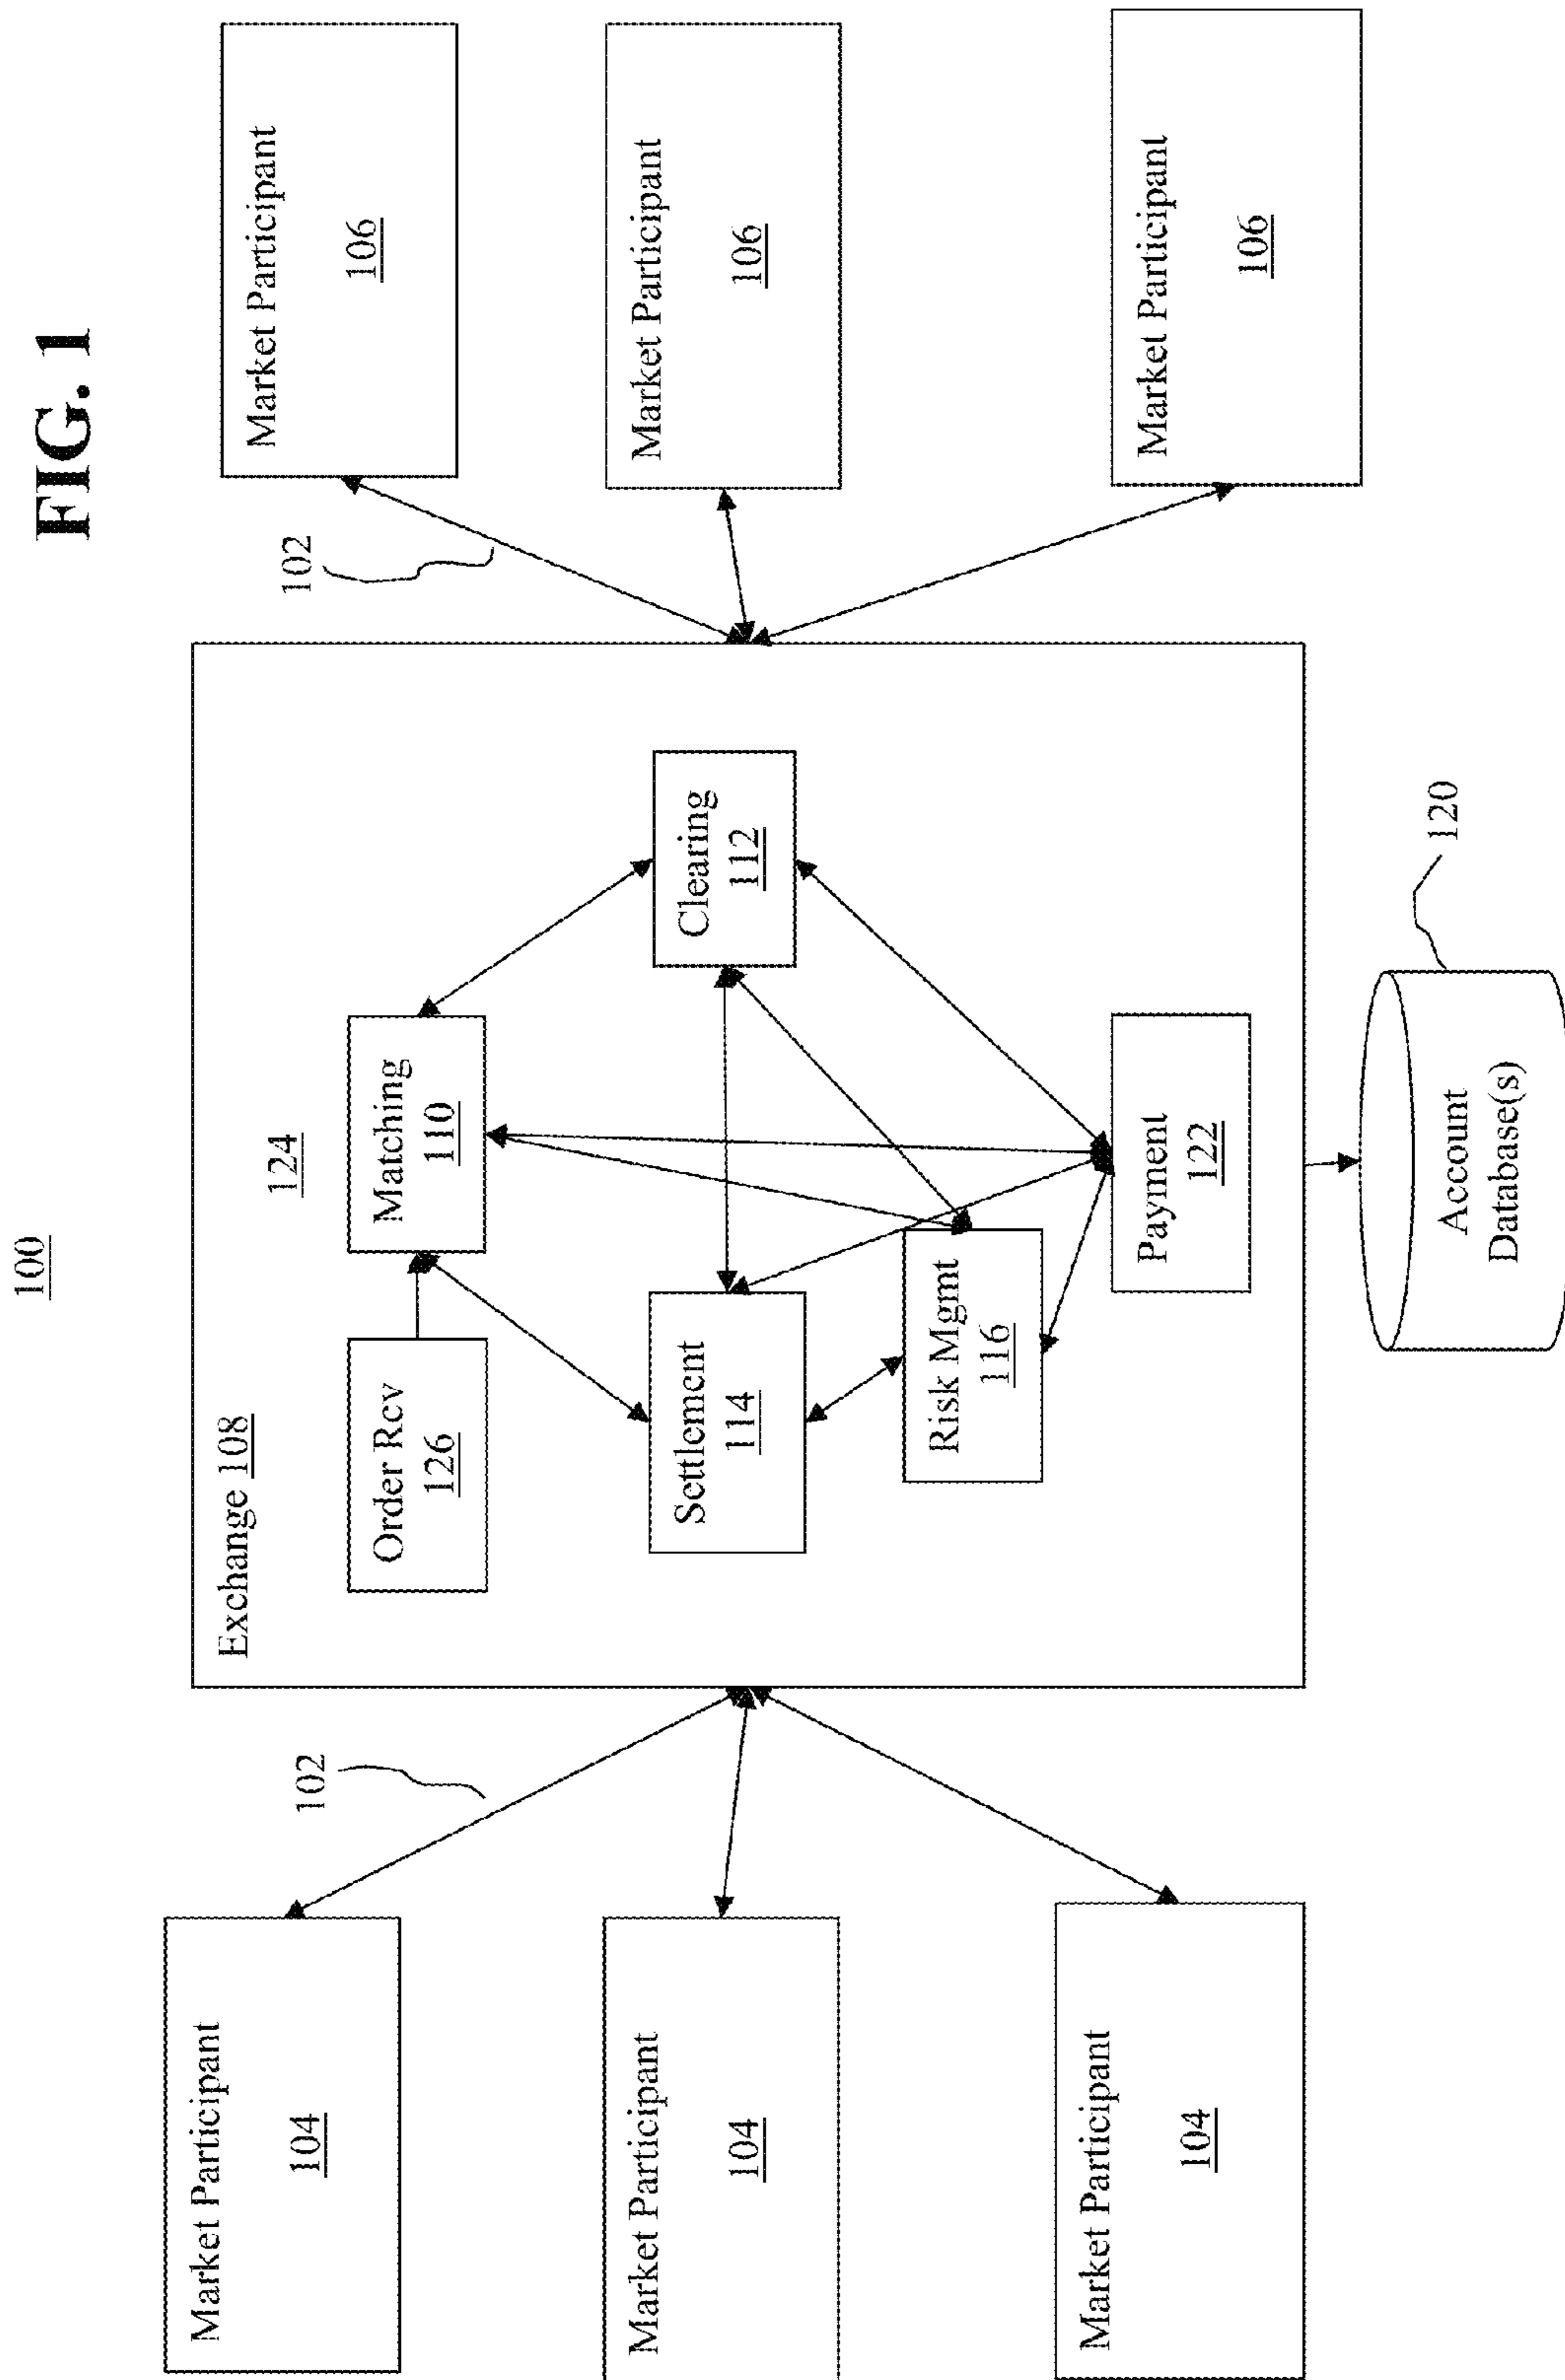 100
FIG. 1
Market Participant
104
Market Participant
104
Market Participant
104
102
Exchange 108
124
Order Rcv
126
Matching
110
Settlement
114
Clearing
112
Risk Mgmt
116
Payment
122
102
Market Participant
106
Market Participant
106
Market Participant
106
Account
Database(s)
120